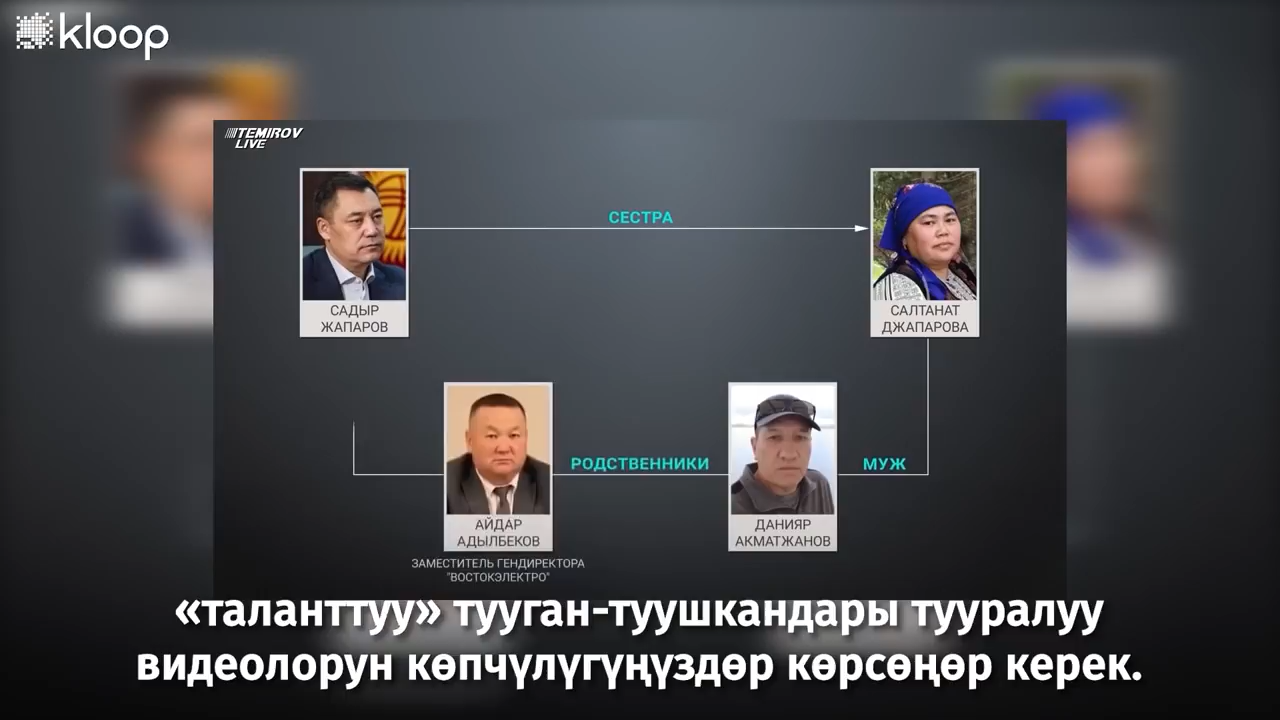 kloop
TEMIROV
LIVE
СЕСТРА
САДЫР
ЖАПАРОВ
САЛТАНАТ
ДЖАПАРОВА
РОДСТВЕННИКИ
МУЖ
АЙДАР
АДЫЛБЕКОВ
ДАНИЯР
АКМАТЖАНОВ
ЗАМЕСТИТЕЛЬ ГЕНДИРЕКТОРА
"ВОСТОКЭЛЕКТРО"
«таланттуу» тууган-туушкандары тууралуу
видеолорун көпчүлүгүңүздөр көрсөңөр керек.